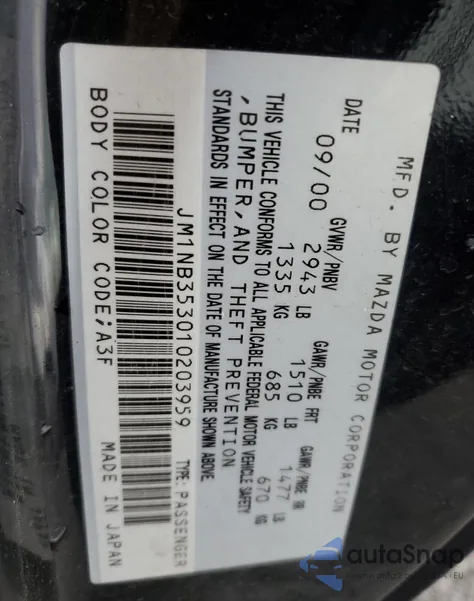 MFD. BY MAZDA MOTOR CORPORATION
DATE GVWR/PNBV GAWR/PNBE FRT GAWR/PNBE RR
09/00 2943 LB 1510 LB 1477 LB
1335 KG 685 KG 670 KG
THIS VEHICLE CONFORMS TO ALL APPLICABLE FEDERAL MOTOR VEHICLE SAFETY
,BUMPER, AND THEFT PREVENTION
STANDARDS IN EFFECT ON THE DATE OF MANUFACTURE SHOWN ABOVE.
JM1NB353010203959 TYPE: PASSENGER
BODY COLOR CODE;A3F MADE IN JAPAN
autoSnap